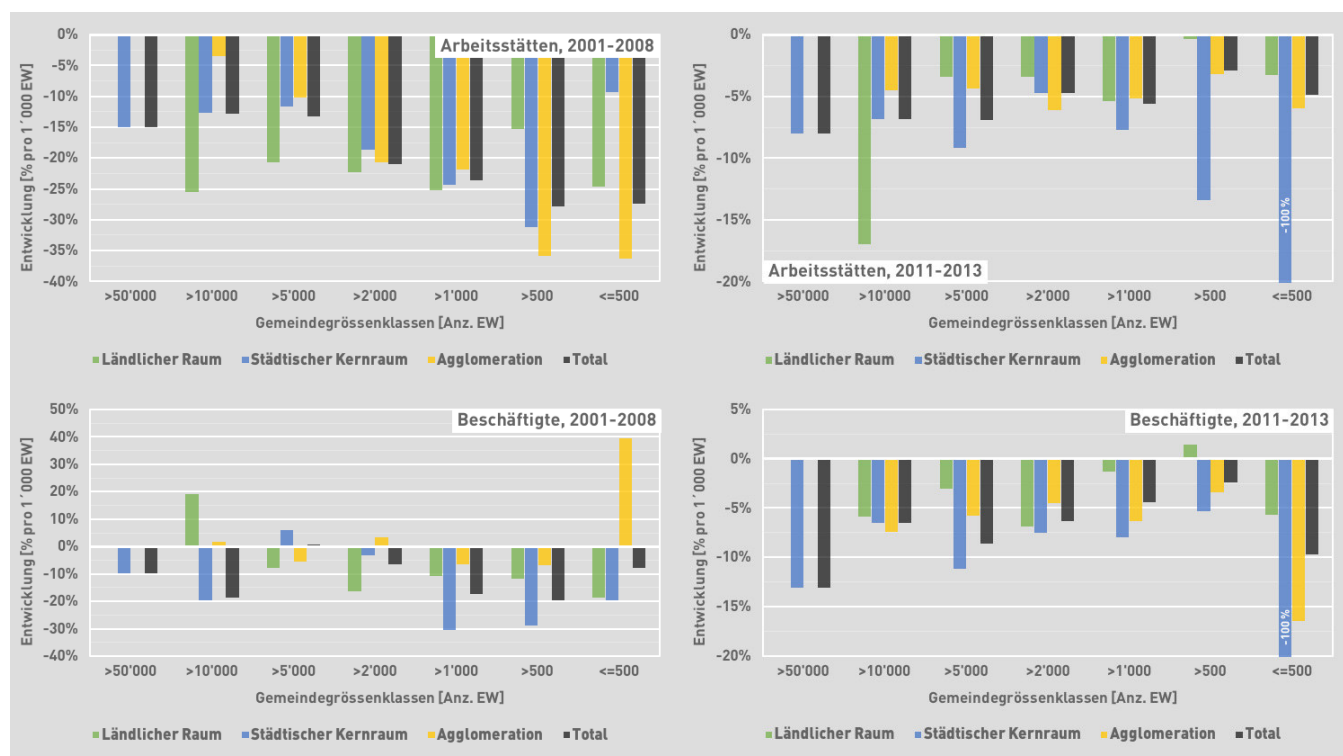 Arbeitsstätten, 2001-2008
Entwicklung [% pro 1´000 EW]
0%
-5%
-10%
-15%
-20%
-25%
-30%
-35%
-40%
>50'000 >10'000 >5'000 >2'000 >1'000 >500 <=500
Gemeindegrössenklassen [Anz. EW]
Ländlicher Raum Städtischer Kernraum Agglomeration Total
Arbeitsstätten, 2011-2013
Entwicklung [% pro 1´000 EW]
0%
-5%
-10%
-15%
-20%
-100 %
>50'000 >10'000 >5'000 >2'000 >1'000 >500 <=500
Gemeindegrössenklassen [Anz. EW]
Ländlicher Raum Städtischer Kernraum Agglomeration Total
Beschäftigte, 2001-2008
Entwicklung [% pro 1´000 EW]
50%
40%
30%
20%
10%
0%
-10%
-20%
-30%
-40%
>50'000 >10'000 >5'000 >2'000 >1'000 >500 <=500
Gemeindegrössenklassen [Anz. EW]
Ländlicher Raum Städtischer Kernraum Agglomeration Total
Beschäftigte, 2011-2013
Entwicklung [% pro 1´000 EW]
5%
0%
-5%
-10%
-15%
-20%
-100 %
>50'000 >10'000 >5'000 >2'000 >1'000 >500 <=500
Gemeindegrössenklassen [Anz. EW]
Ländlicher Raum Städtischer Kernraum Agglomeration Total